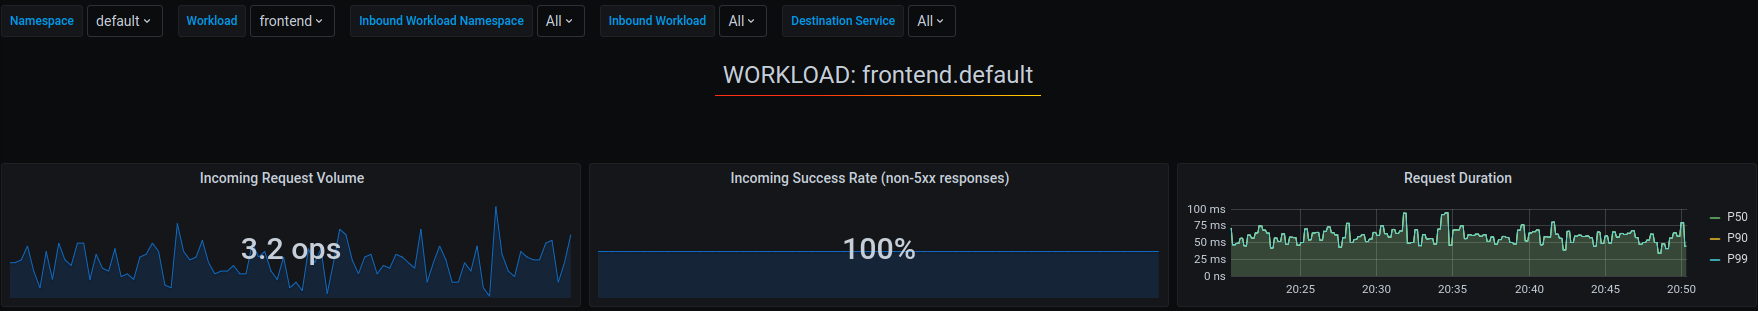 Namespace default Workload frontend Inbound Workload Namespace All Inbound Workload All Destination Service All
WORKLOAD: frontend.default
Incoming Request Volume
3.2 ops
Incoming Success Rate (non-5xx responses)
100%
Request Duration
100 ms
75 ms
50 ms
25 ms
0 ns
20:25 20:30 20:35 20:40 20:45 20:50
P50
P90
P99